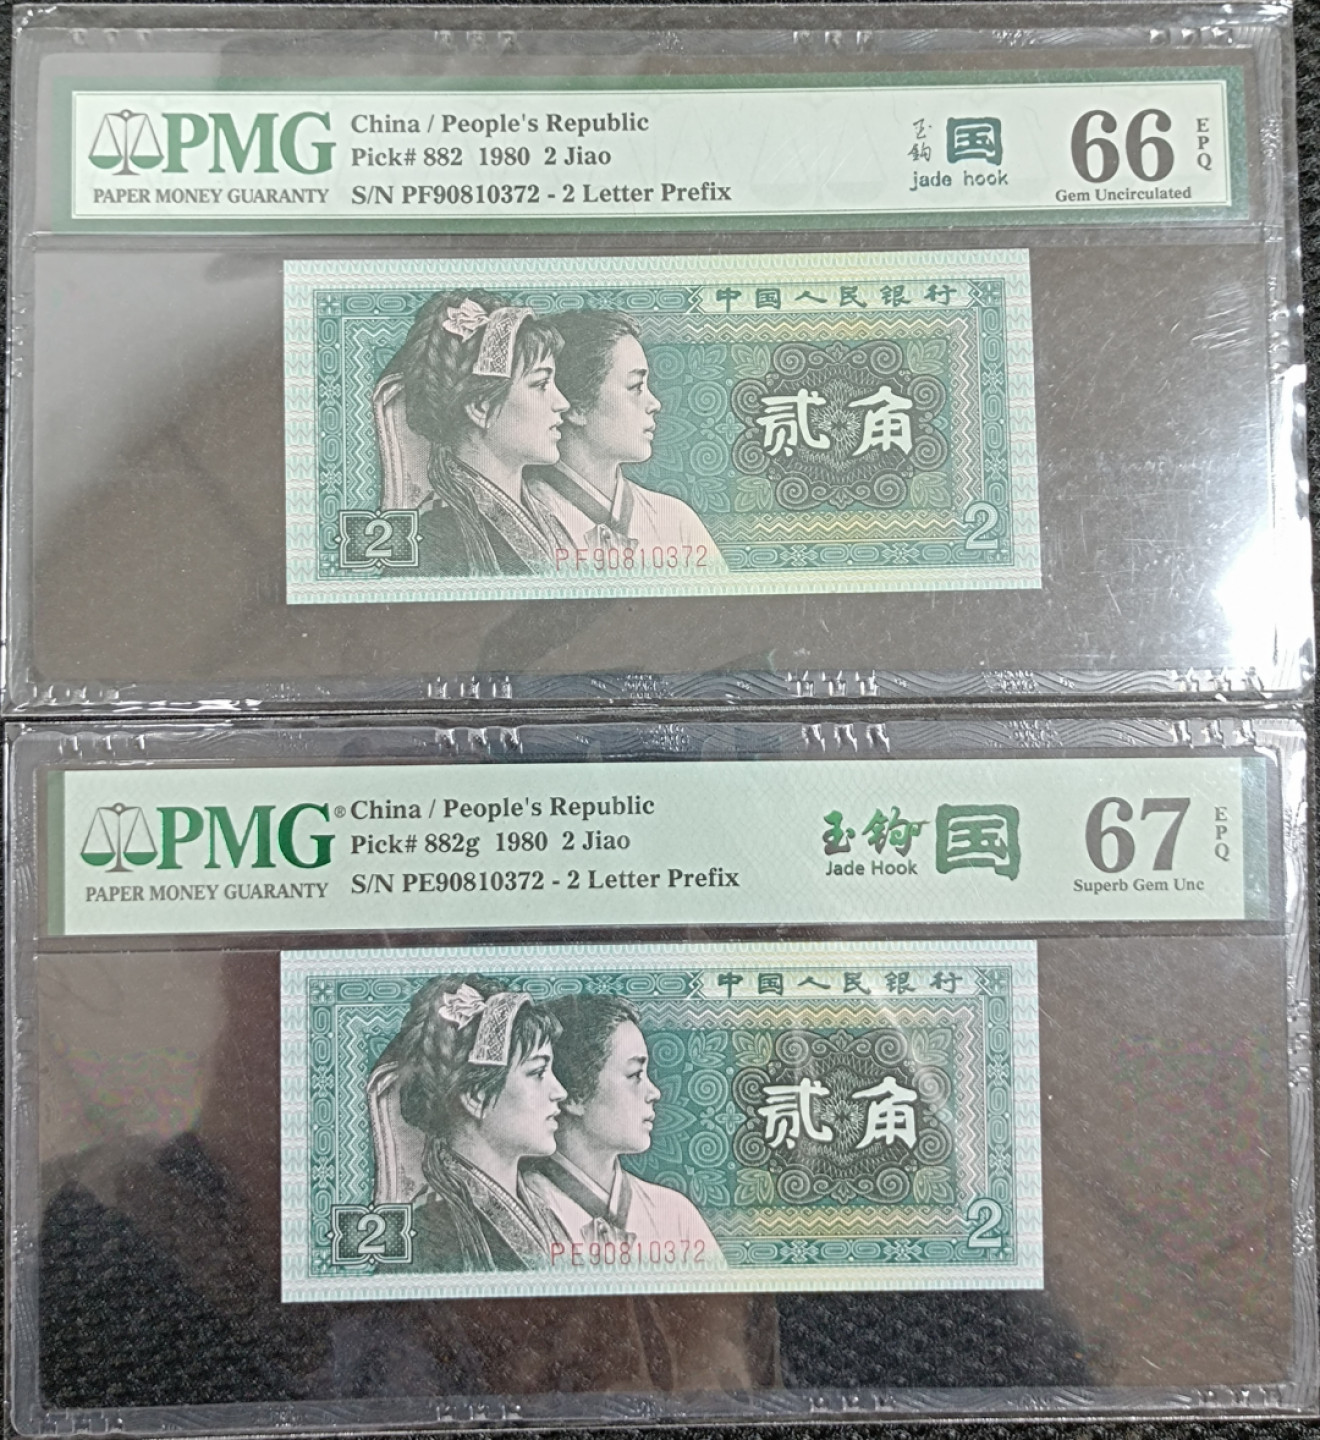 PMG
PAPER MONEY GUARANTY
China / People's Republic
Pick# 882 1980 2 Jiao
S/N PF90810372 - 2 Letter Prefix
玉钩
国
jade hook
66
EPQ
Gem Uncirculated
中国人民银行
贰角
2
2
PF90810372
PMG®
PAPER MONEY GUARANTY
China / People's Republic
Pick# 882g 1980 2 Jiao
S/N PE90810372 - 2 Letter Prefix
玉钩
国
Jade Hook
67
EPQ
Superb Gem Unc
中国人民银行
贰角
2
2
PE90810372